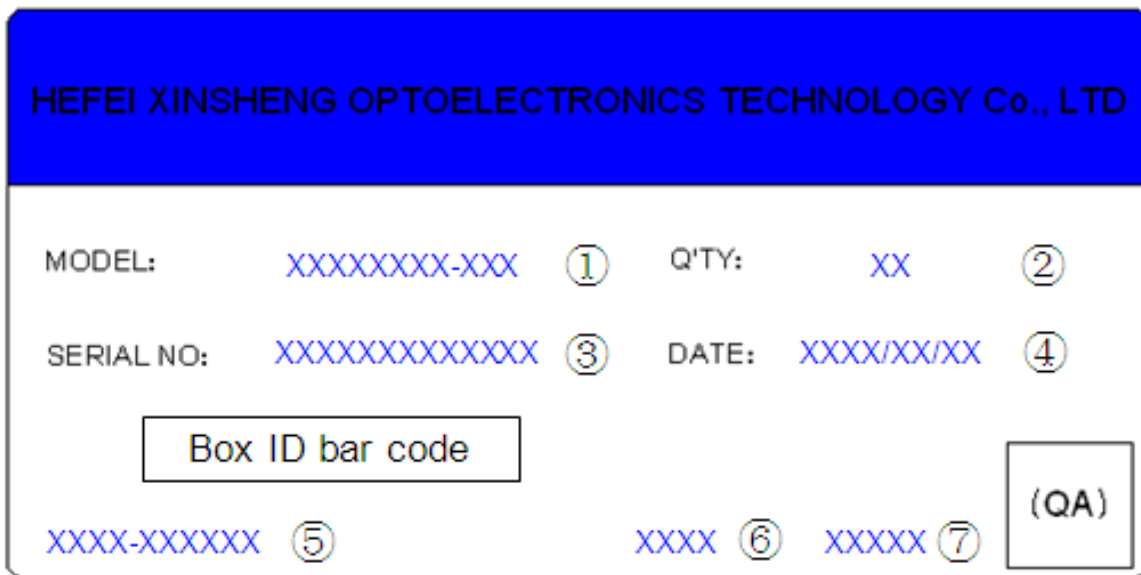 HEFEI XINSHENG OPTOELECTRONICS TECHNOLOGY Co., LTD
MODEL: XXXXXXXX-XXX ① Q'TY: XX ②
SERIAL NO: XXXXXXXXXXXXX ③ DATE: XXXX/XX/XX ④
Box ID bar code
(QA)
XXXX-XXXXXX ⑤ XXXX ⑥ XXXXX ⑦